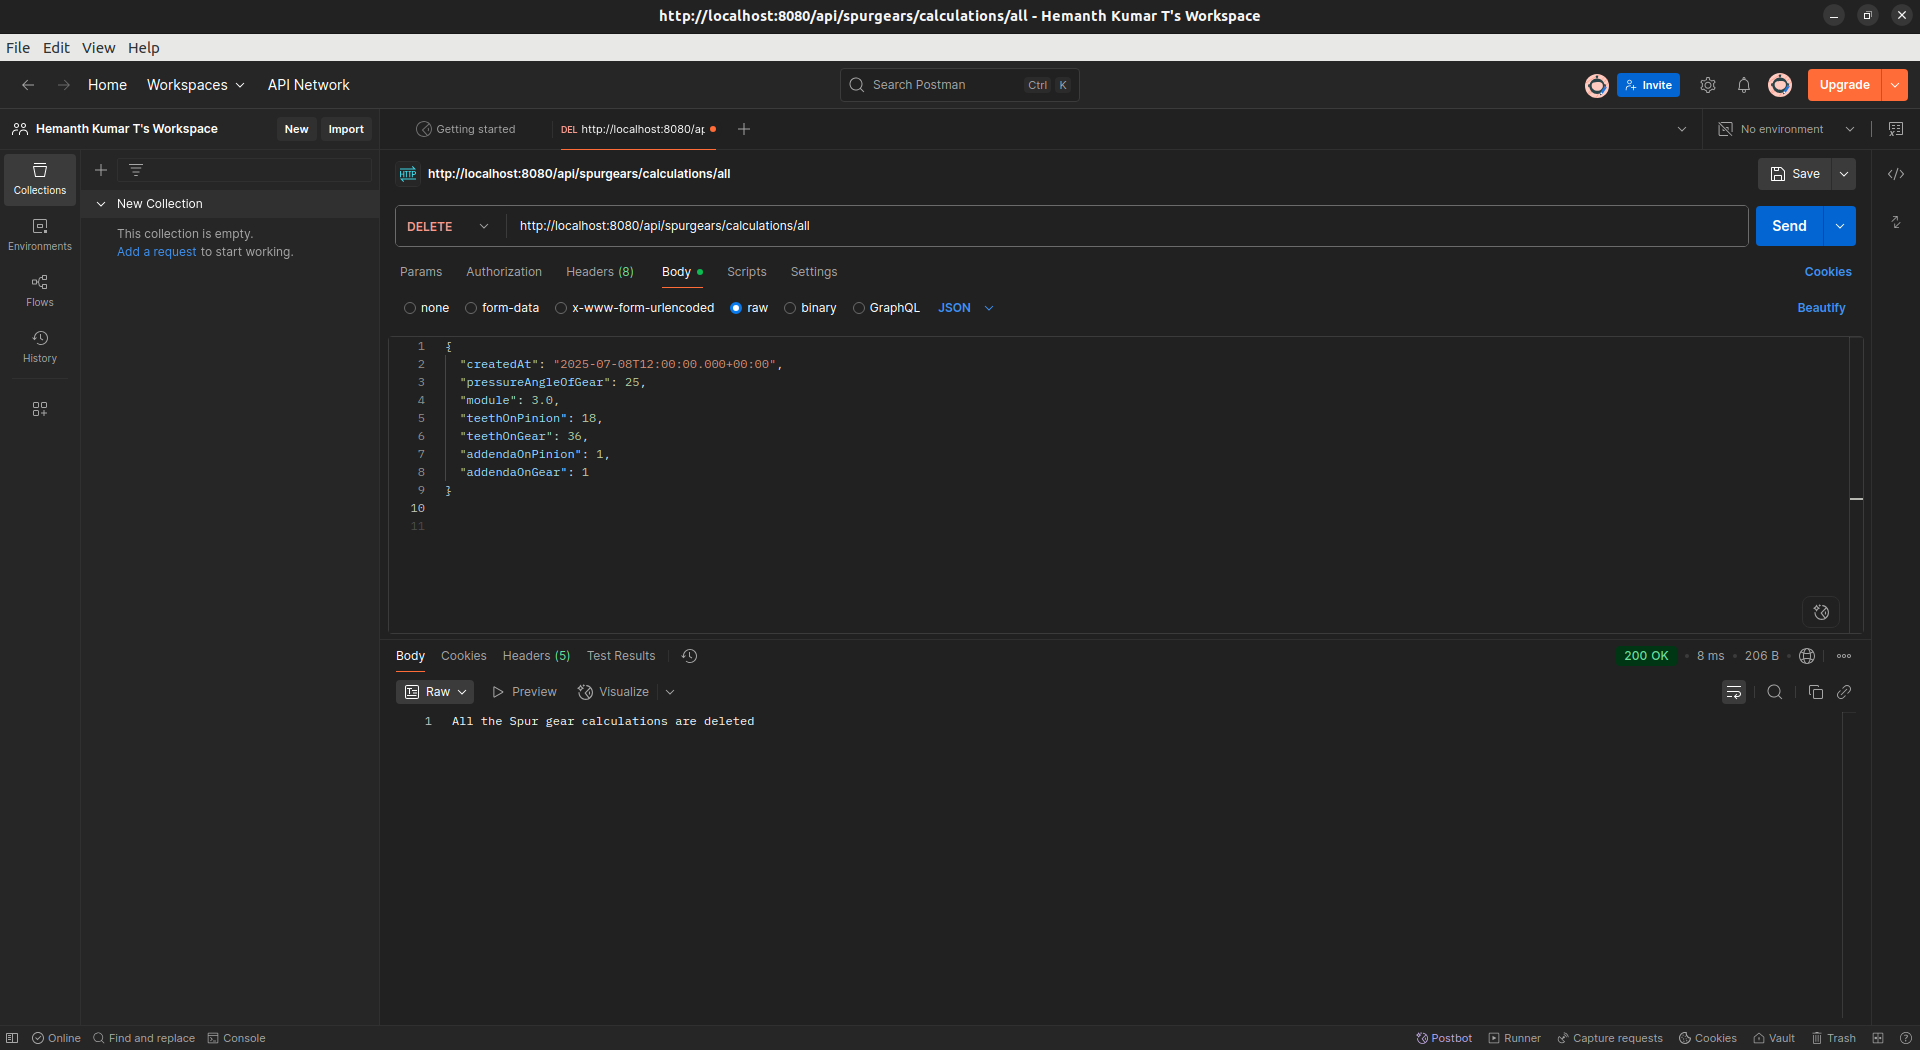 http://localhost:8080/api/spurgears/calculations/all - Hemanth Kumar T's Workspace
File Edit View Help
Home Workspaces API Network Search Postman Ctrl K Invite Upgrade
Hemanth Kumar T's Workspace New Import Getting started DEL http://localhost:8080/ap No environment
Collections
Environments
Flows
History
New Collection
This collection is empty.
Add a request to start working.
HTTP http://localhost:8080/api/spurgears/calculations/all Save
DELETE http://localhost:8080/api/spurgears/calculations/all Send
Params Authorization Headers (8) Body Scripts Settings Cookies
none form-data x-www-form-urlencoded raw binary GraphQL JSON Beautify
1 {
2 "createdAt": "2025-07-08T12:00:00.000+00:00",
3 "pressureAngleOfGear": 25,
4 "module": 3.0,
5 "teethOnPinion": 18,
6 "teethOnGear": 36,
7 "addendaOnPinion": 1,
8 "addendaOnGear": 1
9 }
10
11
Body Cookies Headers (5) Test Results 200 OK 8 ms 206 B
Raw Preview Visualize
1 All the Spur gear calculations are deleted
Online Find and replace Console Postbot Runner Capture requests Cookies Vault Trash